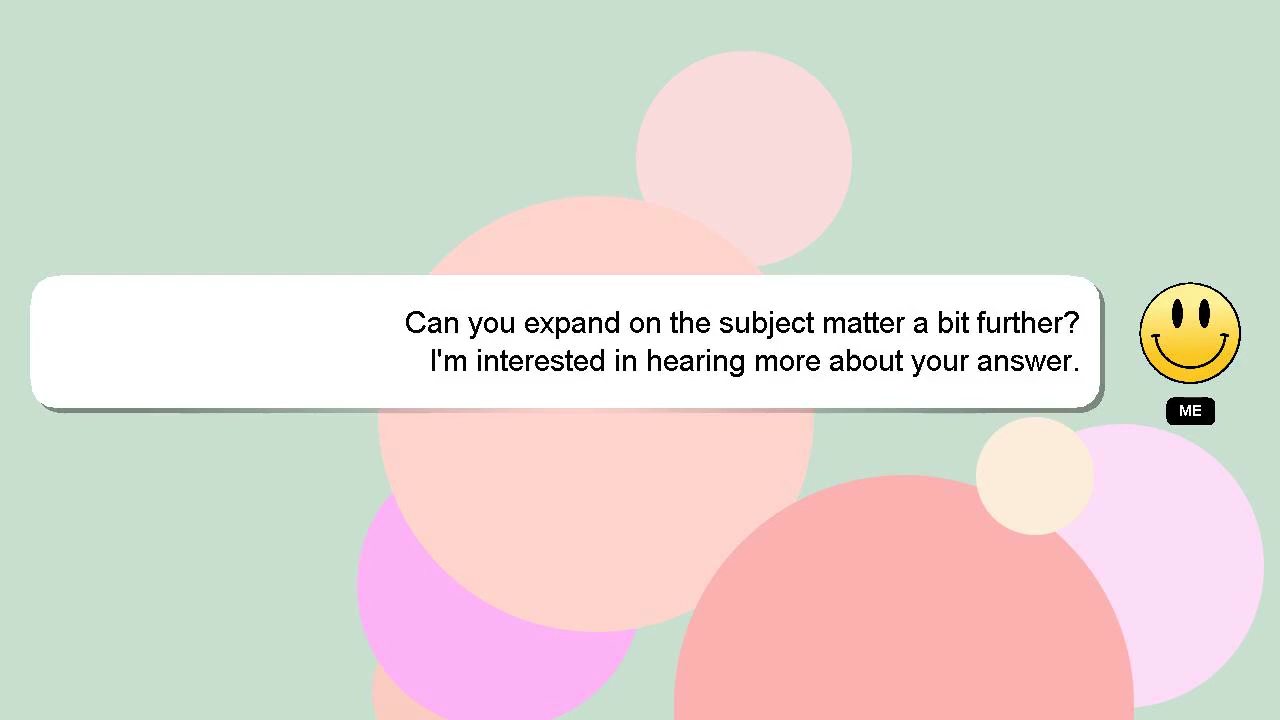 Can you expand on the subject matter a bit further?
I'm interested in hearing more about your answer.
ME